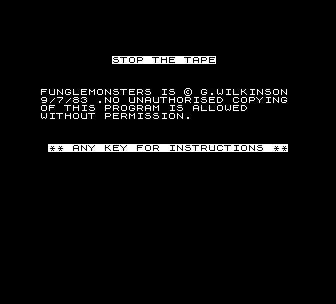 STOP THE TAPE
FUNGLEMONSTERS IS © G.WILKINSON
9/7/83 .NO UNAUTHORISED COPYING
OF THIS PROGRAM IS ALLOWED
WITHOUT PERMISSION.
** ANY KEY FOR INSTRUCTIONS **